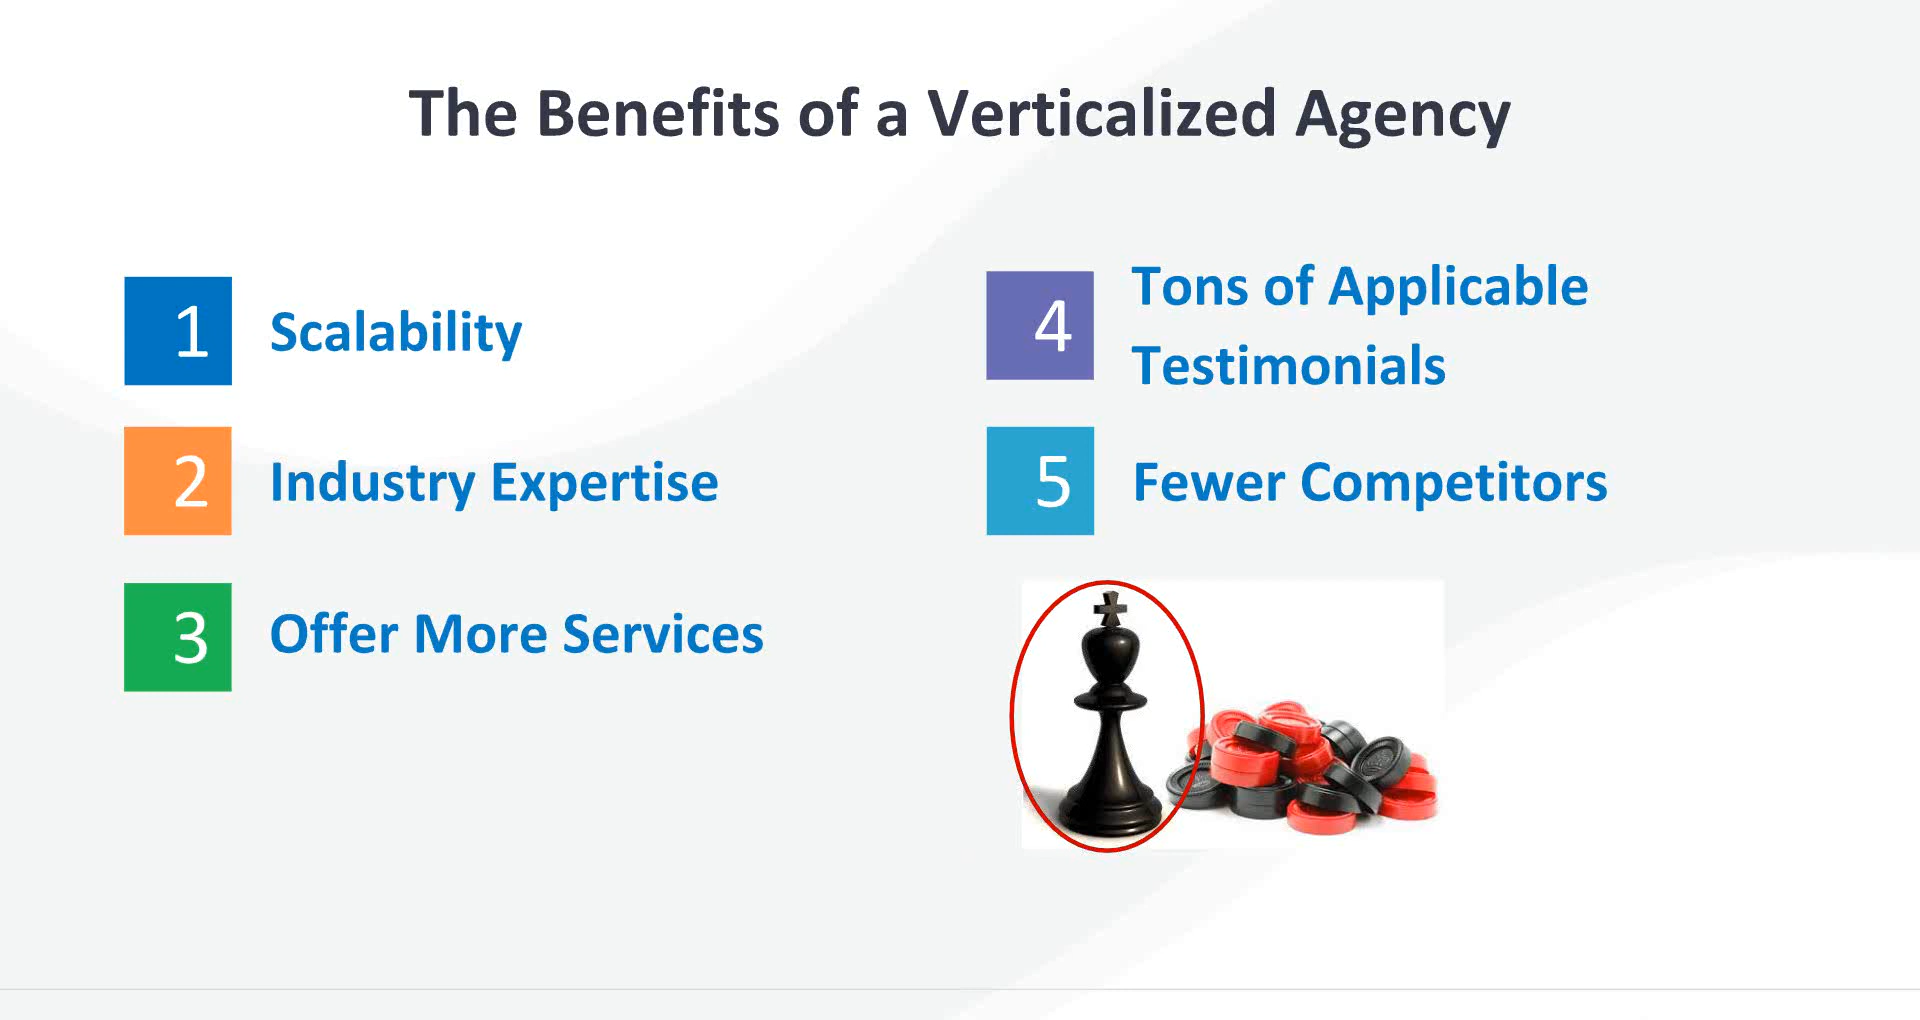 The Benefits of a Verticalized Agency
1 Scalability
2 Industry Expertise
3 Offer More Services
4 Tons of Applicable
Testimonials
5 Fewer Competitors